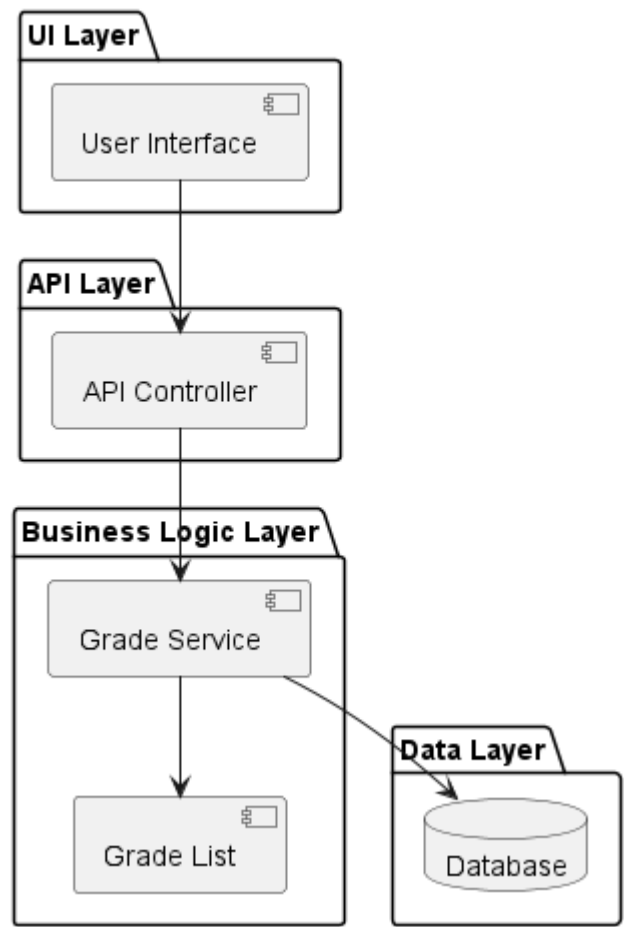 UI Layer
User Interface
API Layer
API Controller
Business Logic Layer
Grade Service
Data Layer
Grade List
Database